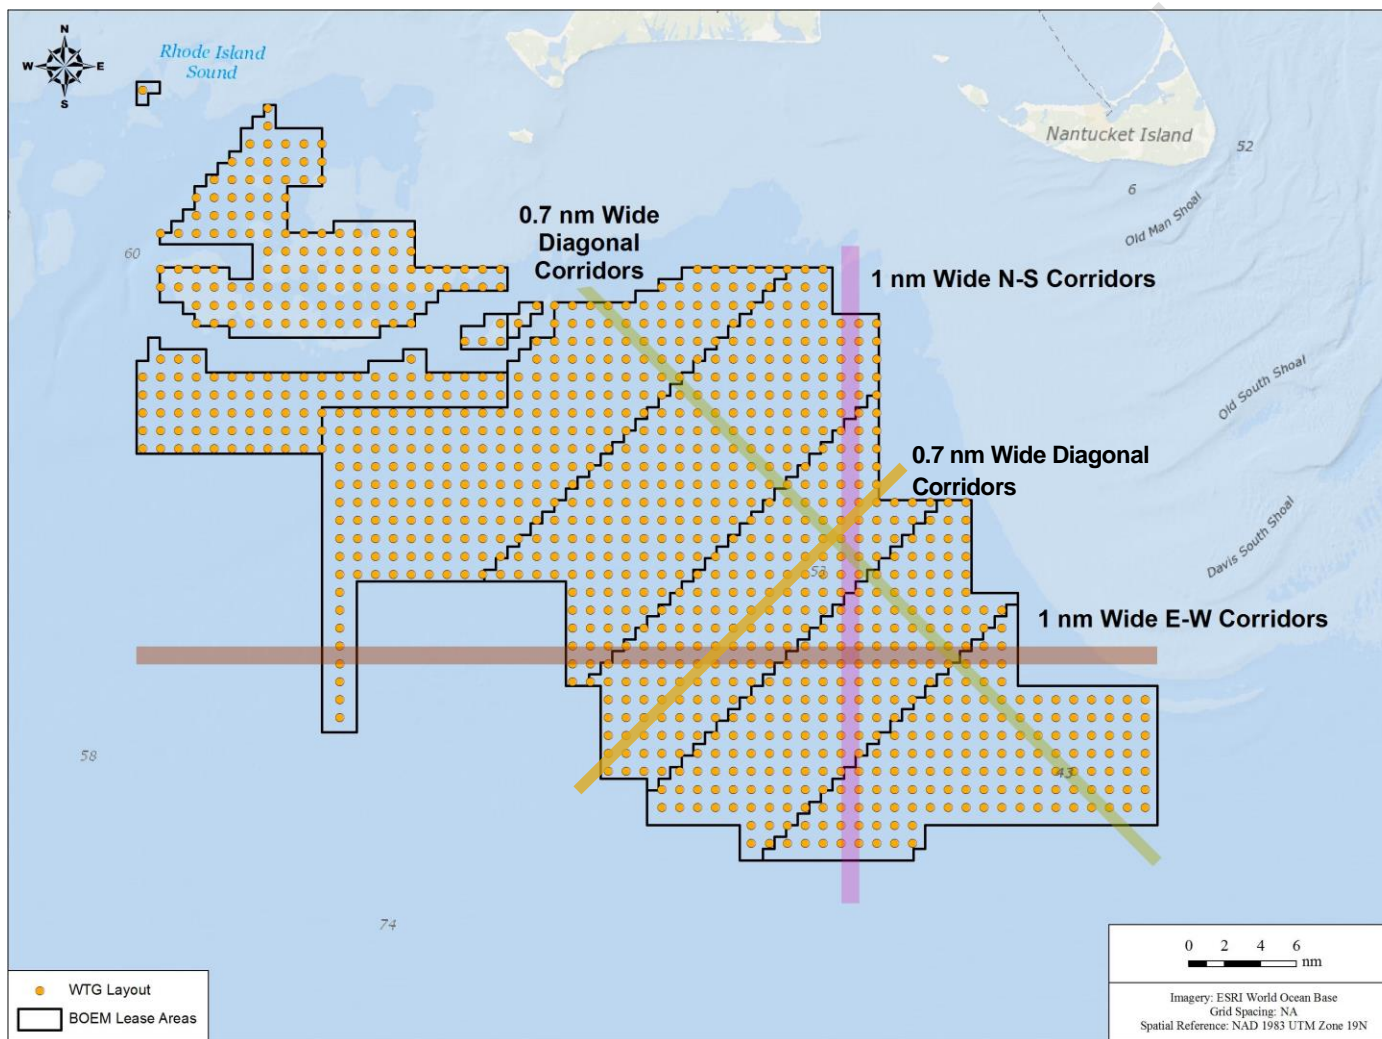 N
W E
S
Rhode Island
Sound
Nantucket Island
52
6
Old Man Shoal
0.7 nm Wide
Diagonal
Corridors
60
1 nm Wide N-S Corridors
Old South Shoal
0.7 nm Wide Diagonal
Corridors
Davis South Shoal
53
1 nm Wide E-W Corridors
58
43
74
WTG Layout
BOEM Lease Areas
0 2 4 6
nm
Imagery: ESRI World Ocean Base
Grid Spacing: NA
Spatial Reference: NAD 1983 UTM Zone 19N